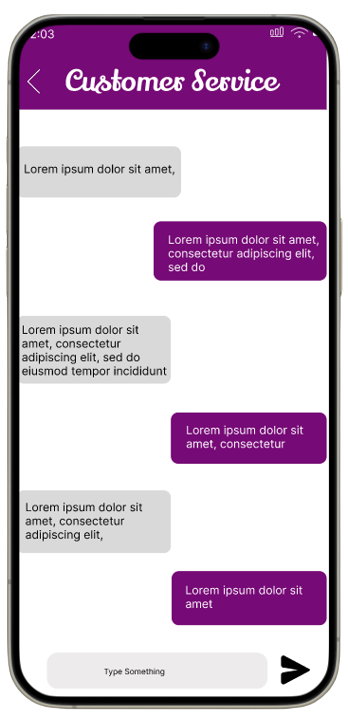 2:03
Customer Service
Lorem ipsum dolor sit amet,
Lorem ipsum dolor sit amet,
consectetur adipiscing elit,
sed do
Lorem ipsum dolor sit
amet, consectetur
adipiscing elit, sed do
eiusmod tempor incididunt
Lorem ipsum dolor sit
amet, consectetur
Lorem ipsum dolor sit
amet, consectetur
adipiscing elit,
Lorem ipsum dolor sit
amet
Type Something